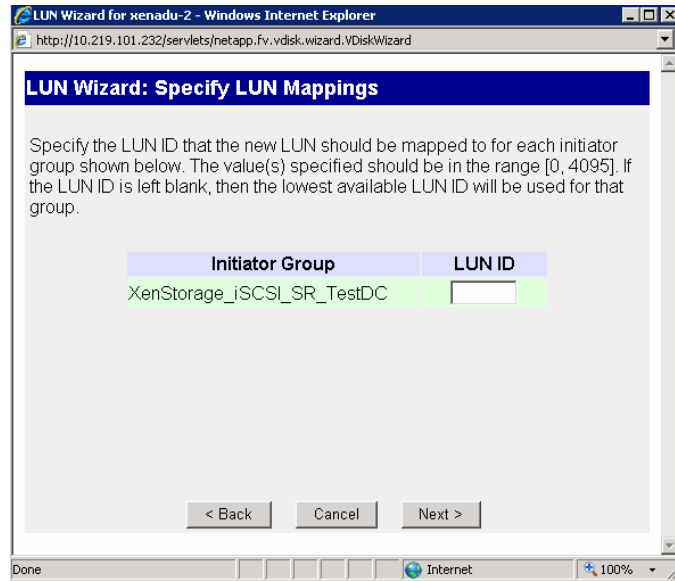 LUN Wizard for xenadu-2 - Windows Internet Explorer
http://10.219.101.232/servlets/netapp.fv.vdisk.wizard.VDiskWizard
LUN Wizard: Specify LUN Mappings
Specify the LUN ID that the new LUN should be mapped to for each initiator
group shown below. The value(s) specified should be in the range [0, 4095]. If
the LUN ID is left blank, then the lowest available LUN ID will be used for that
group.
Initiator Group LUN ID
XenStorage_iSCSI_SR_TestDC
< Back Cancel Next >
Done Internet 100%